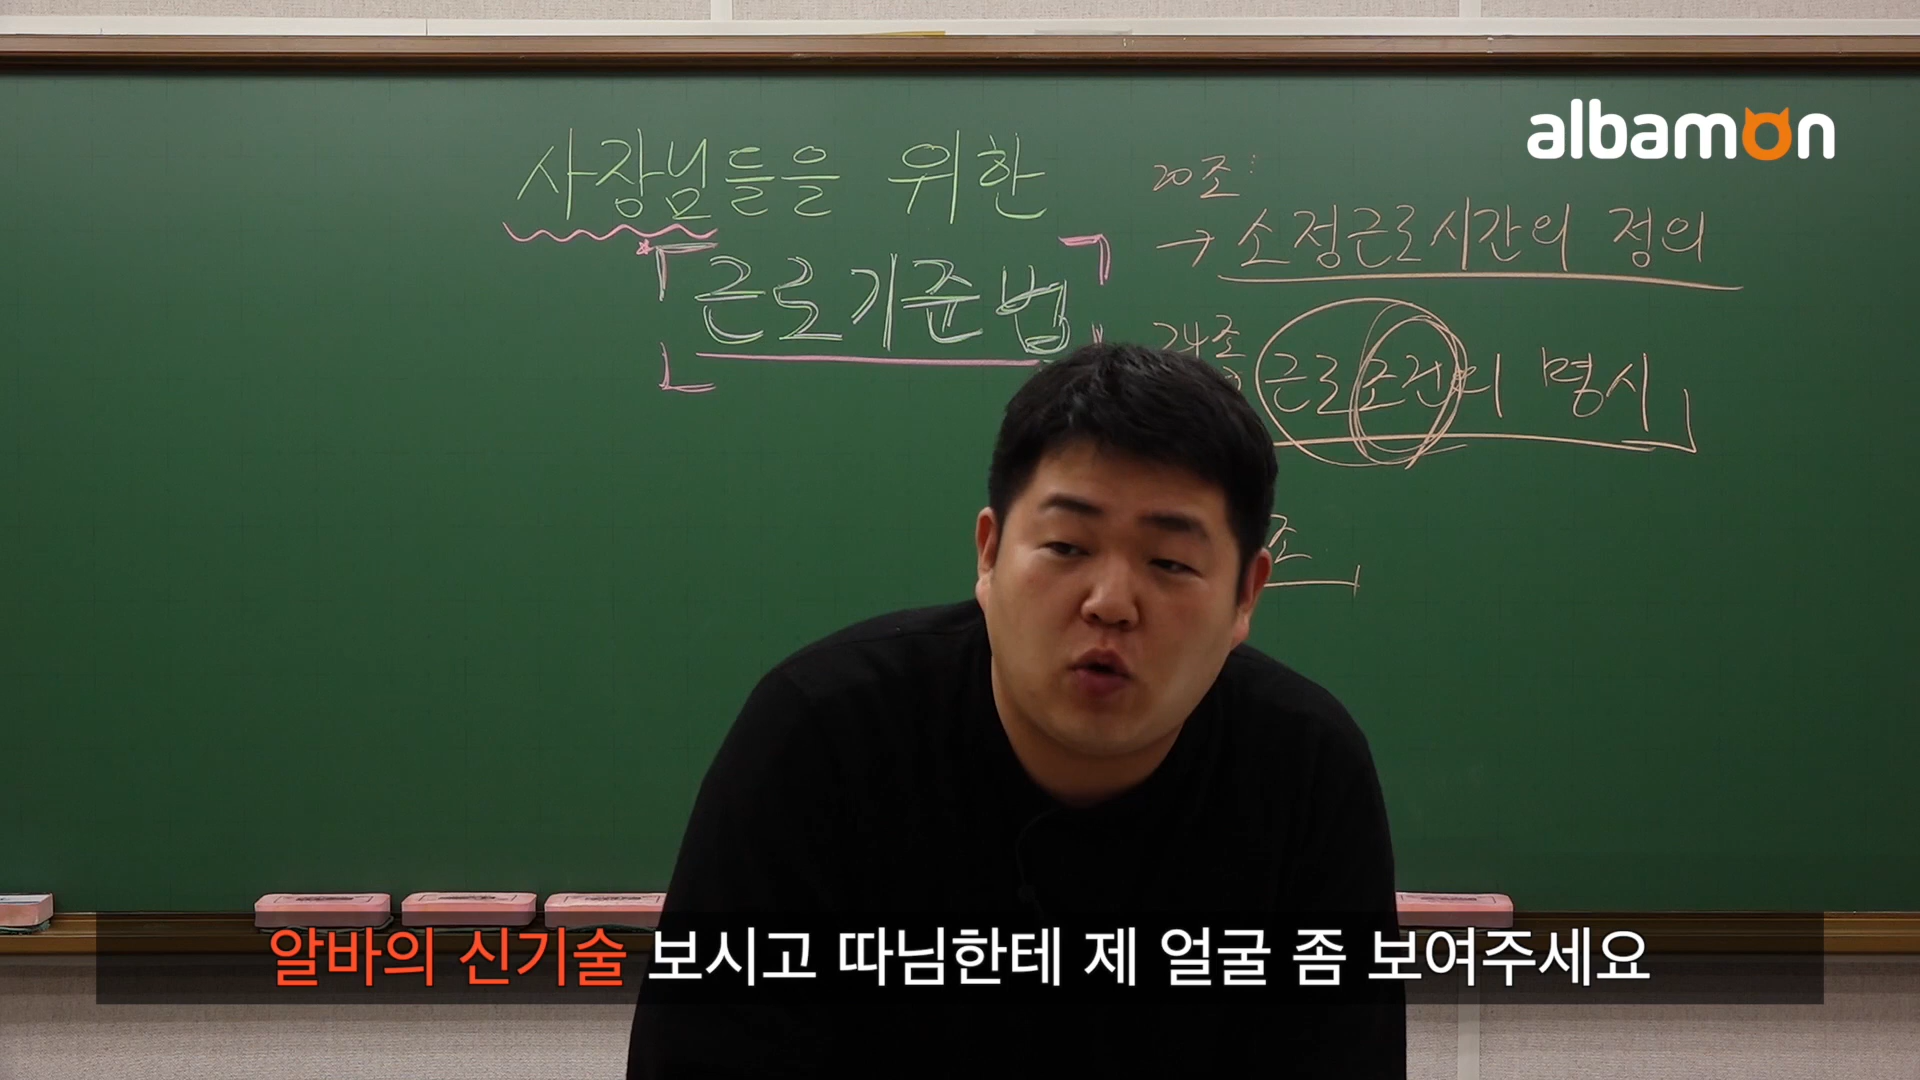 albamon
사장님들을 위한
「근로기준법」
20조:
→ 소정근로시간의 정의
24조
근로조건의 명시」
조
알바의 신기술 보시고 따님한테 제 얼굴 좀 보여주세요